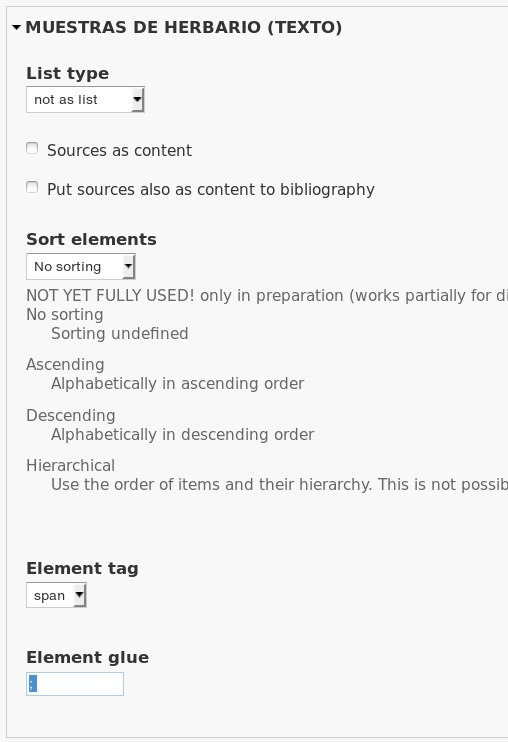 MUESTRAS DE HERBARIO (TEXTO)
List type
not as list
Sources as content
Put sources also as content to bibliography
Sort elements
No sorting
NOT YET FULLY USED! only in preparation (works partially for di
No sorting
Sorting undefined
Ascending
Alphabetically in ascending order
Descending
Alphabetically in descending order
Hierarchical
Use the order of items and their hierarchy. This is not possib
Element tag
span
Element glue
;